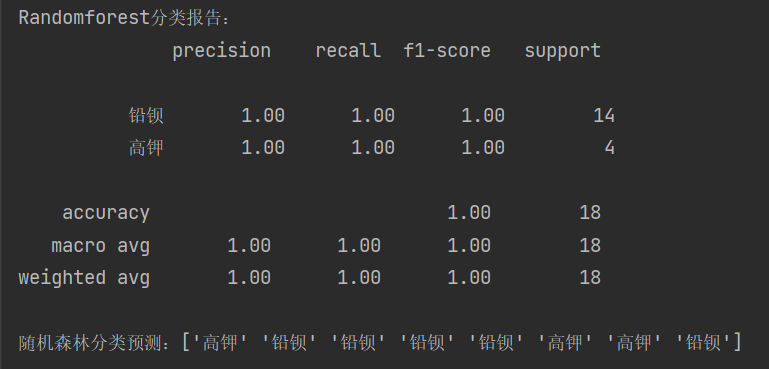 Randomforest分类报告：
precision recall f1-score support
铅钡 1.00 1.00 1.00 14
高钾 1.00 1.00 1.00 4
accuracy 1.00 18
macro avg 1.00 1.00 1.00 18
weighted avg 1.00 1.00 1.00 18
随机森林分类预测：['高钾' '铅钡' '铅钡' '铅钡' '铅钡' '高钾' '高钾' '铅钡']